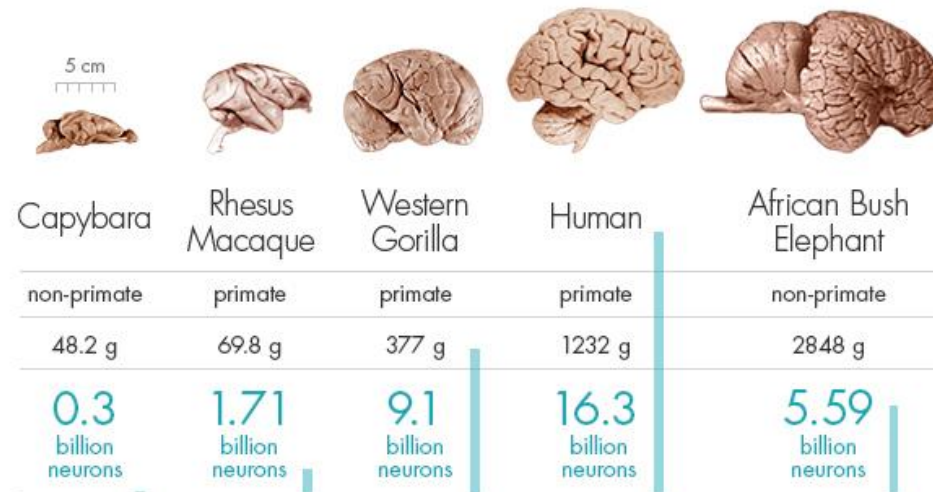 5 cm
Capybara
Rhesus
Macaque
Western
Gorilla
Human
African Bush
Elephant
non-primate primate primate primate non-primate
48.2 g 69.8 g 377 g 1232 g 2848 g
0.3 1.71 9.1 16.3 5.59
billion billion billion billion billion
neurons neurons neurons neurons neurons